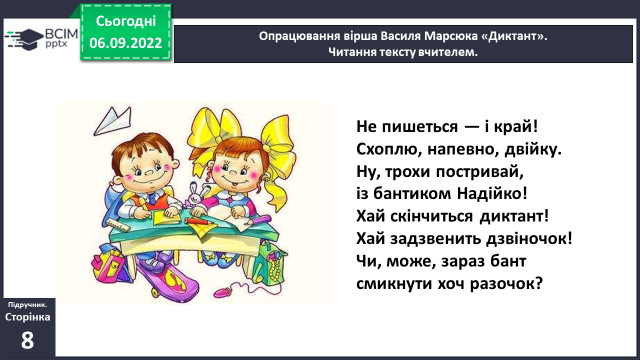 Сьогодні
06.09.2022
ВСІМ
pptx
Опрацювання вірша Василя Марсюка «Диктант».
Читання тексту вчителем.
Не пишеться — і край!
Схоплю, напевно, двійку.
Ну, трохи постривай,
із бантиком Надійко!
Хай скінчиться диктант!
Хай задзвенить дзвіночок!
Чи, може, зараз бант
смикнути хоч разочок?
Підручник.
Сторінка
8